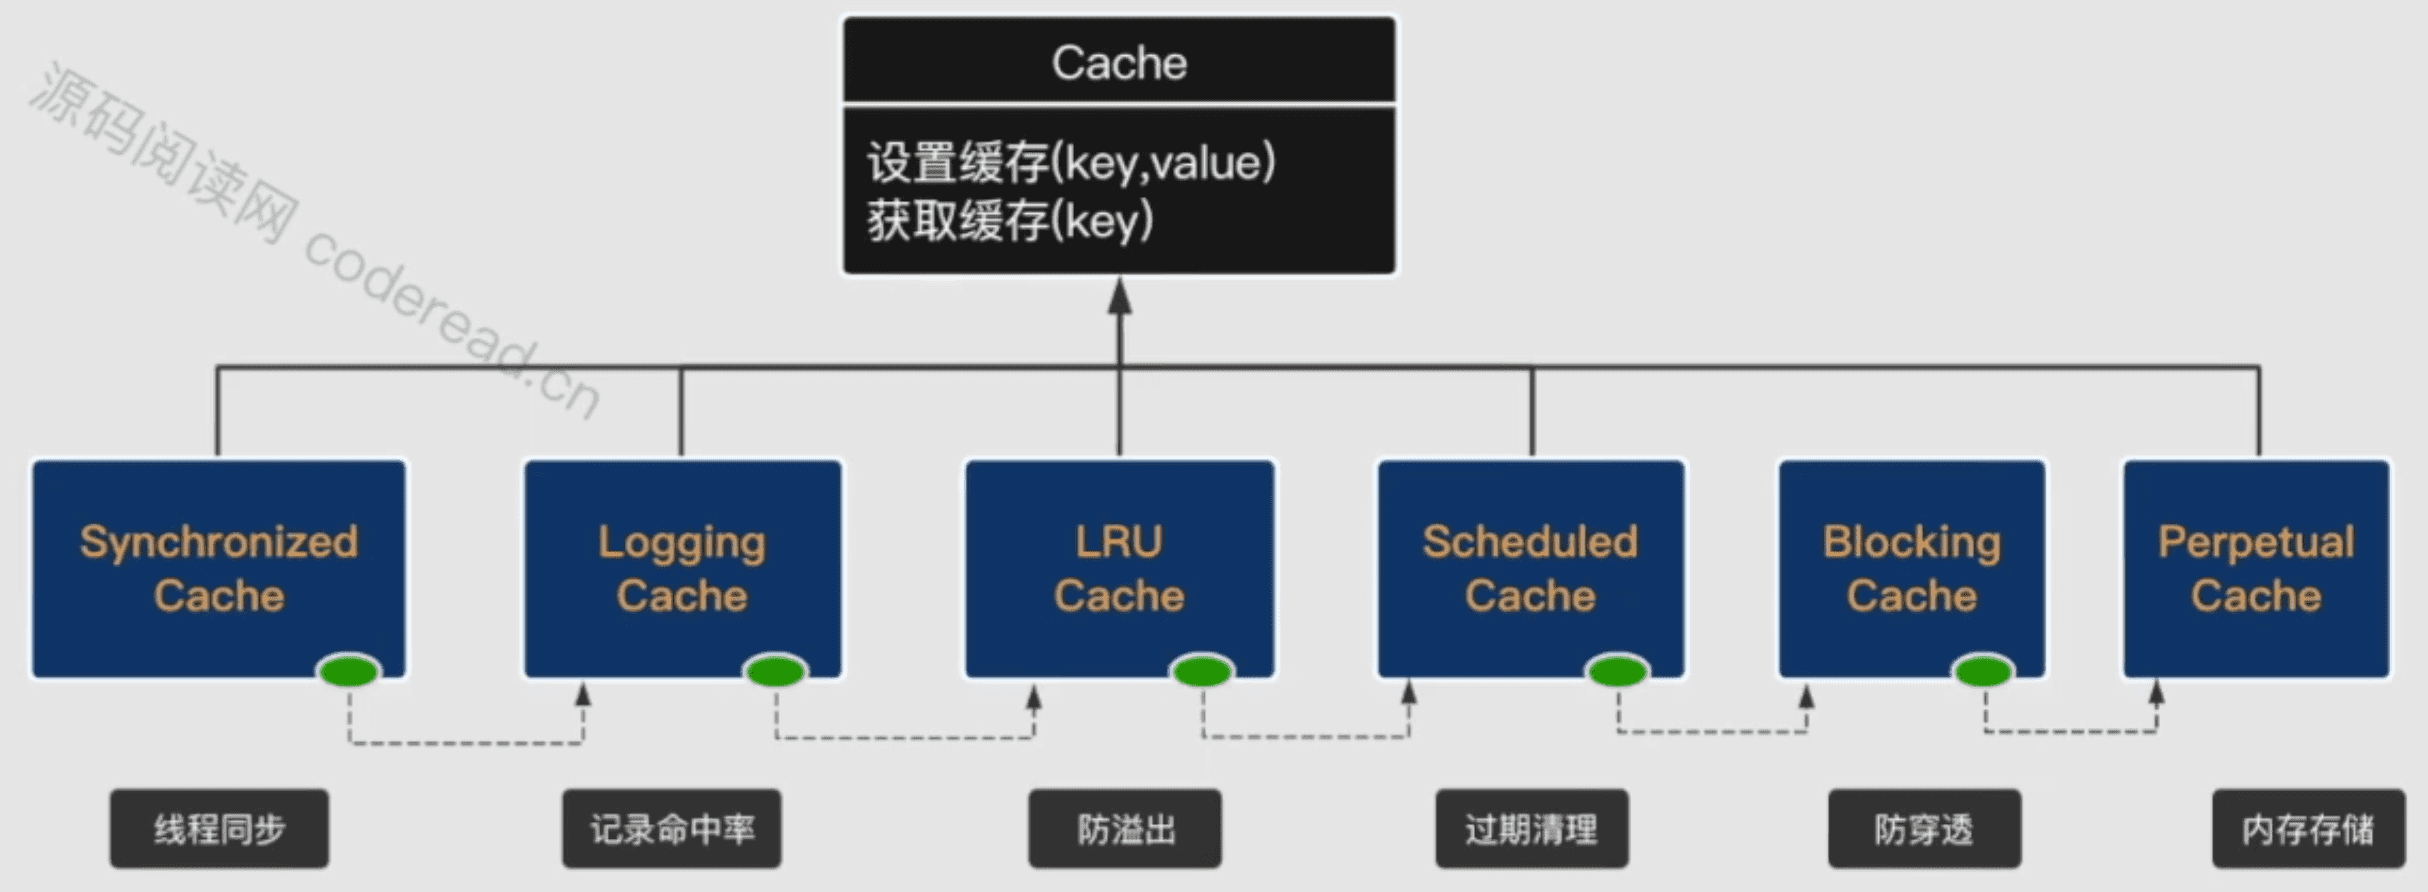 源码阅读网 coderead.cn
Cache
设置缓存(key,value)
获取缓存(key)
Synchronized
Cache
Logging
Cache
LRU
Cache
Scheduled
Cache
Blocking
Cache
Perpetual
Cache
线程同步
记录命中率
防溢出
过期清理
防穿透
内存存储